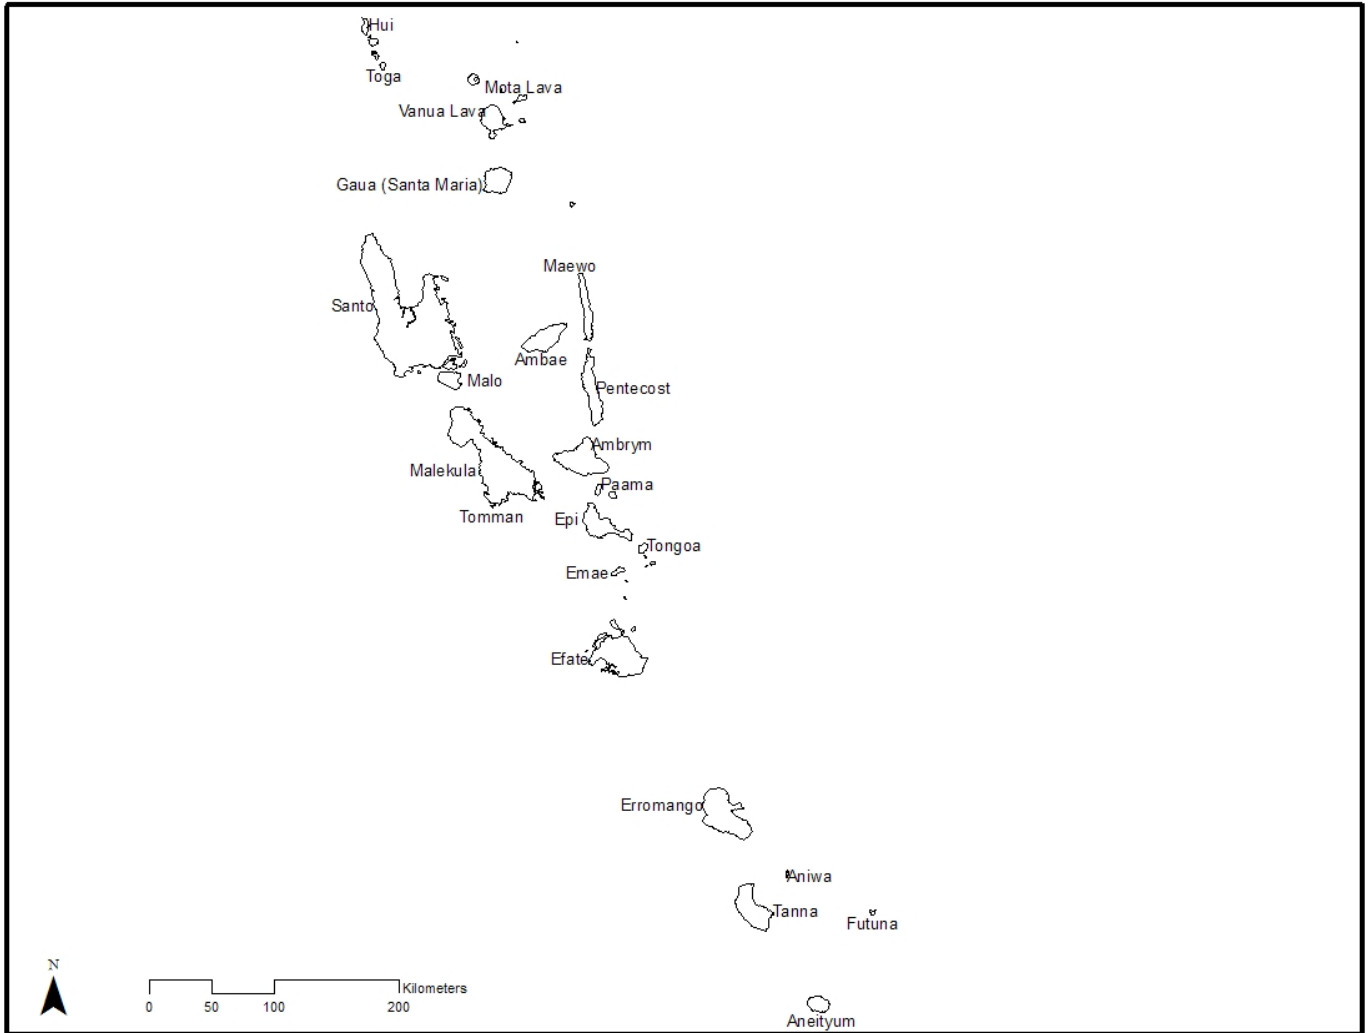 Hui
Toga
Mota Lava
Vanua Lava
Gaua (Santa Maria)
Maewo
Santo
Ambae
Malo
Pentecost
Ambrym
Malekula
Paama
Tomman
Epi
Tongoa
Emae
Efate
Erromango
Aniwa
Tanna
Futuna
N
Kilometers
0 50 100 200
Aneityum